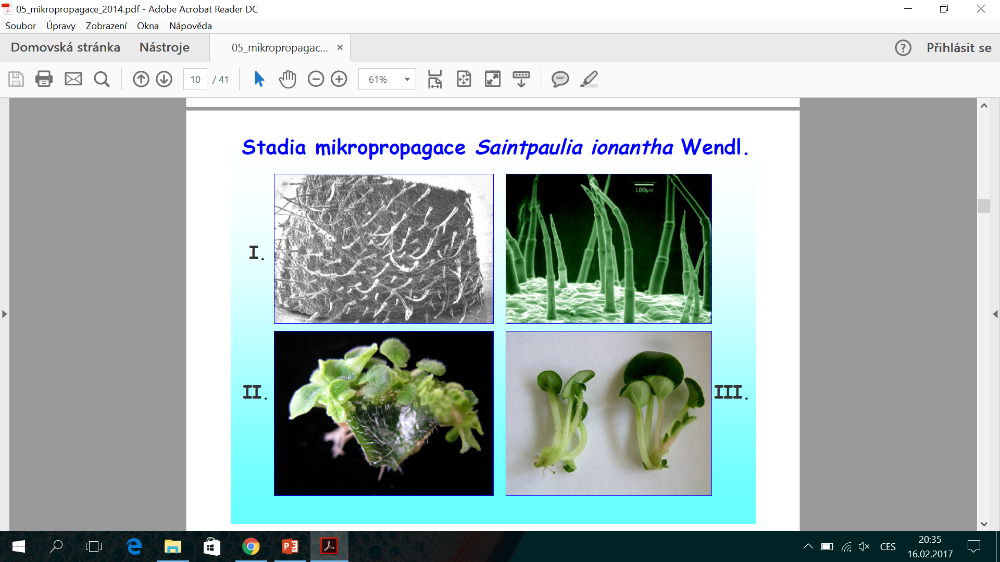 05_mikropropagace_2014.pdf - Adobe Acrobat Reader DC
Soubor Úpravy Zobrazení Okna Nápověda
Domovská stránka Nástroje 05_mikropropagac... × ? Přihlásit se
10 / 41 61%
Stadia mikropropagace Saintpaulia ionantha Wendl.
100µm
I.
II.
III.
CES
20:35
16.02.2017